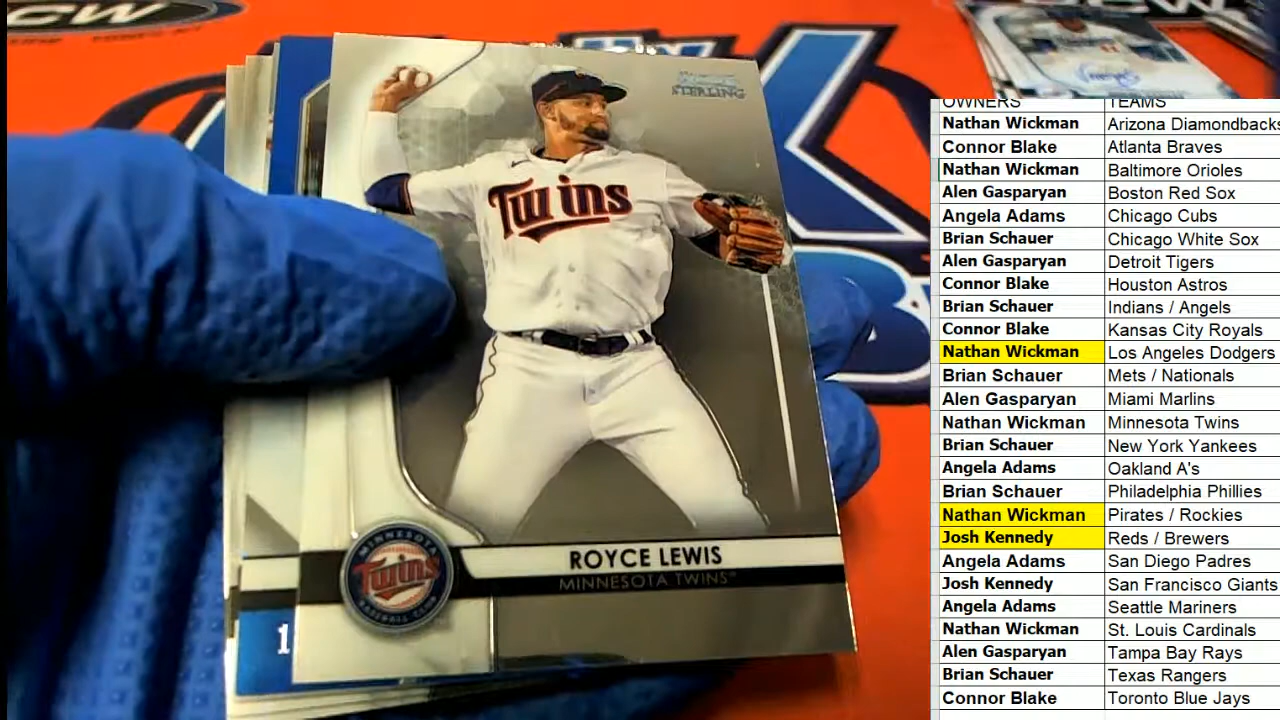 CW
STERLING
Twins
ROYCE LEWIS
MINNESOTA TWINS
MINNESOTA
Twins
BASEBALL CLUB
1
OWNERS TEAMS
Nathan Wickman Arizona Diamondbacks
Connor Blake Atlanta Braves
Nathan Wickman Baltimore Orioles
Alen Gasparyan Boston Red Sox
Angela Adams Chicago Cubs
Brian Schauer Chicago White Sox
Alen Gasparyan Detroit Tigers
Connor Blake Houston Astros
Brian Schauer Indians / Angels
Connor Blake Kansas City Royals
Nathan Wickman Los Angeles Dodgers
Brian Schauer Mets / Nationals
Alen Gasparyan Miami Marlins
Nathan Wickman Minnesota Twins
Brian Schauer New York Yankees
Angela Adams Oakland A's
Brian Schauer Philadelphia Phillies
Nathan Wickman Pirates / Rockies
Josh Kennedy Reds / Brewers
Angela Adams San Diego Padres
Josh Kennedy San Francisco Giants
Angela Adams Seattle Mariners
Nathan Wickman St. Louis Cardinals
Alen Gasparyan Tampa Bay Rays
Brian Schauer Texas Rangers
Connor Blake Toronto Blue Jays